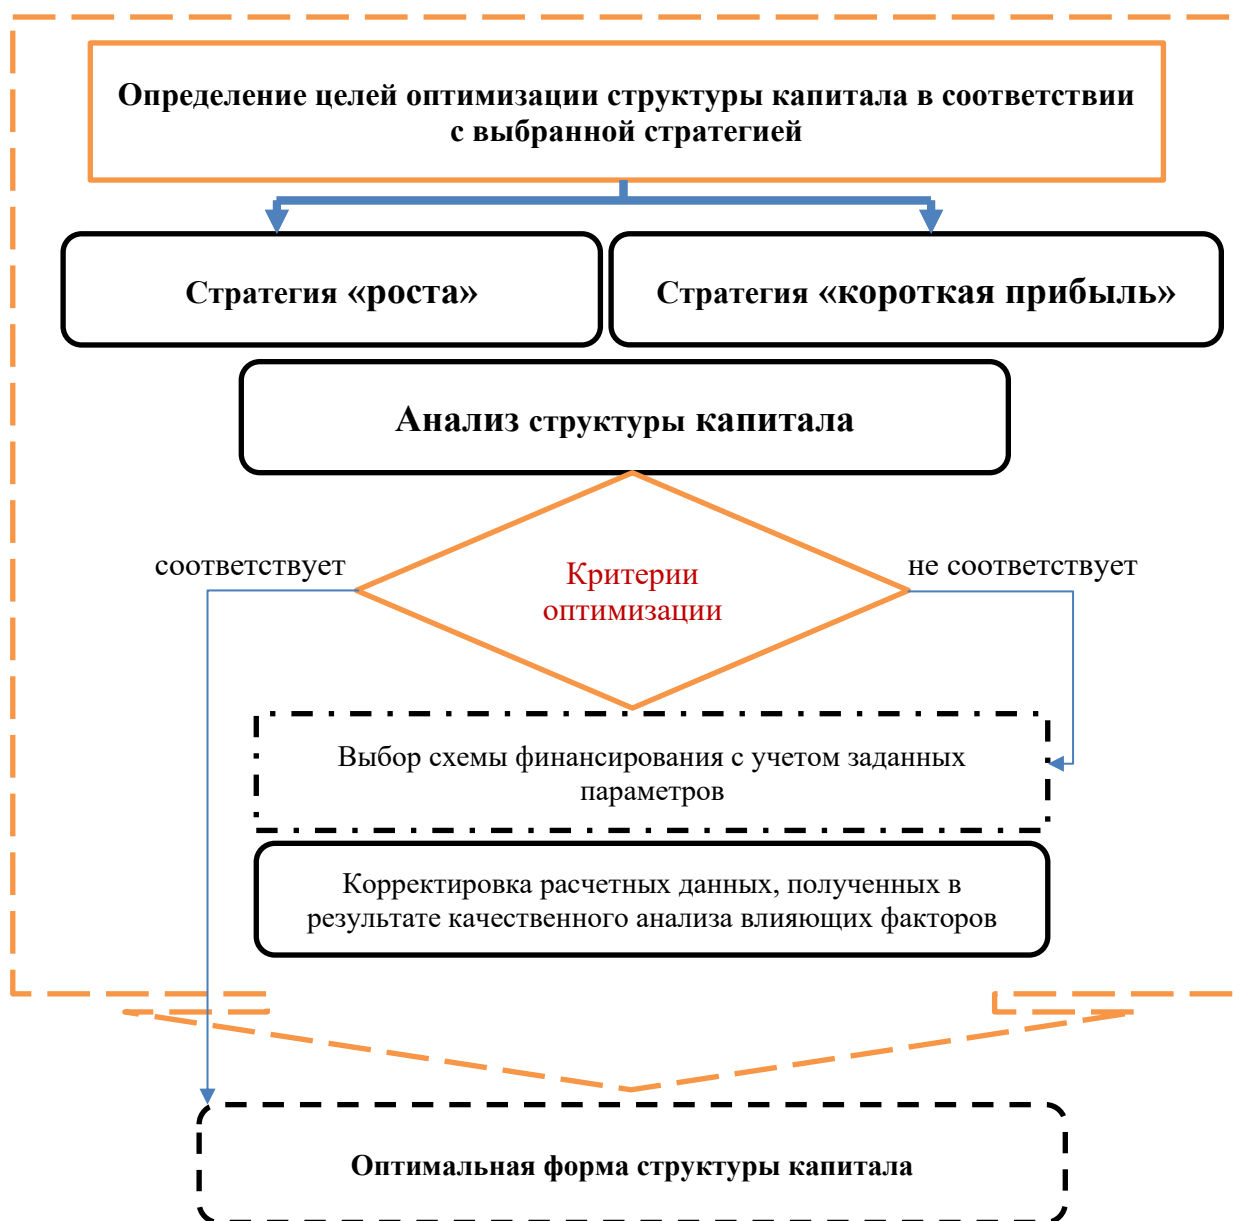 Определение целей оптимизации структуры капитала в соответствии
с выбранной стратегией
Стратегия «роста»
Стратегия «короткая прибыль»
Анализ структуры капитала
соответствует
Критерии
оптимизации
не соответствует
Выбор схемы финансирования с учетом заданных
параметров
Корректировка расчетных данных, полученных в
результате качественного анализа влияющих факторов
Оптимальная форма структуры капитала